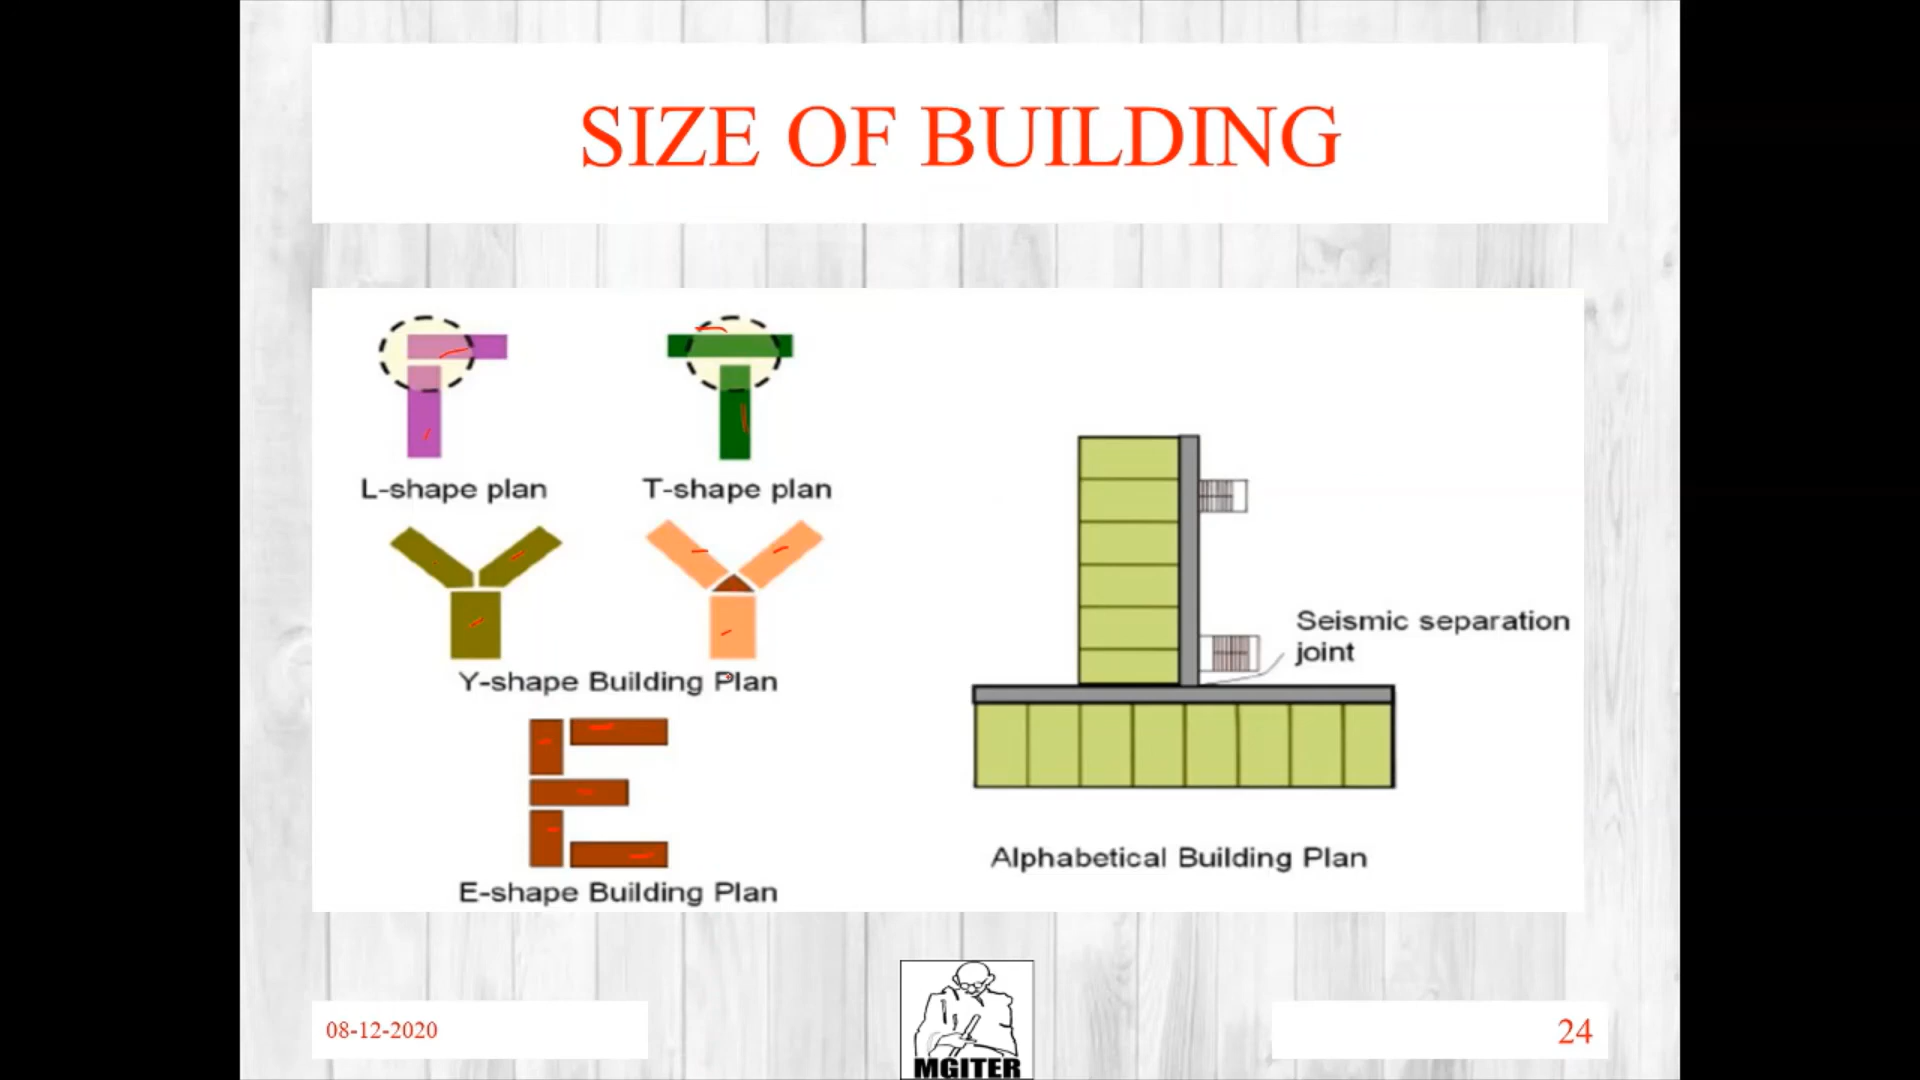 SIZE OF BUILDING
L-shape plan
T-shape plan
Y-shape Building Plan
E-shape Building Plan
Seismic separation
joint
Alphabetical Building Plan
08-12-2020
MGITER
24